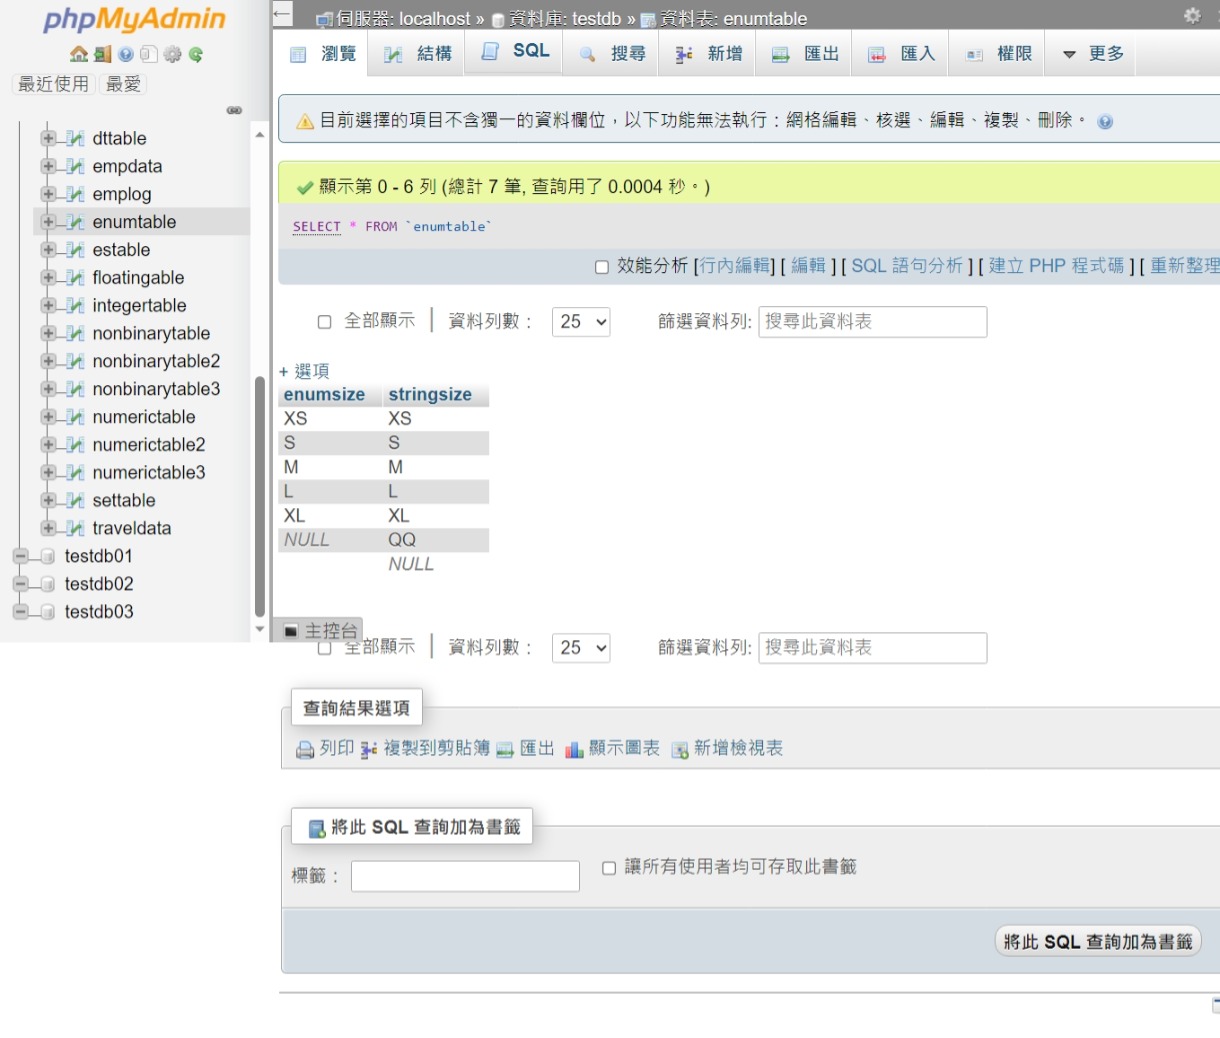 phpMyAdmin
最近使用 最愛
dttable
empdata
emplog
enumtable
estable
floatingable
integertable
nonbinarytable
nonbinarytable2
nonbinarytable3
numerictable
numerictable2
numerictable3
settable
traveldata
testdb01
testdb02
testdb03
伺服器: localhost » 資料庫: testdb » 資料表: enumtable
瀏覽 結構 SQL 搜尋 新增 匯出 匯入 權限 更多
目前選擇的項目不含獨一的資料欄位，以下功能無法執行：網格編輯、核選、編輯、複製、刪除。
顯示第 0 - 6 列 (總計 7 筆, 查詢用了 0.0004 秒。)
SELECT * FROM `enumtable`
效能分析 [行內編輯] [ 編輯 ] [ SQL 語句分析 ] [ 建立 PHP 程式碼 ] [ 重新整理
全部顯示 | 資料列數： 25 篩選資料列: 搜尋此資料表
+ 選項
enumsize stringsize
XS XS
S S
M M
L L
XL XL
NULL QQ
NULL
主控台
全部顯示 | 資料列數： 25 篩選資料列: 搜尋此資料表
查詢結果選項
列印 複製到剪貼簿 匯出 顯示圖表 新增檢視表
將此 SQL 查詢加為書籤
標籤： 讓所有使用者均可存取此書籤
將此 SQL 查詢加為書籤